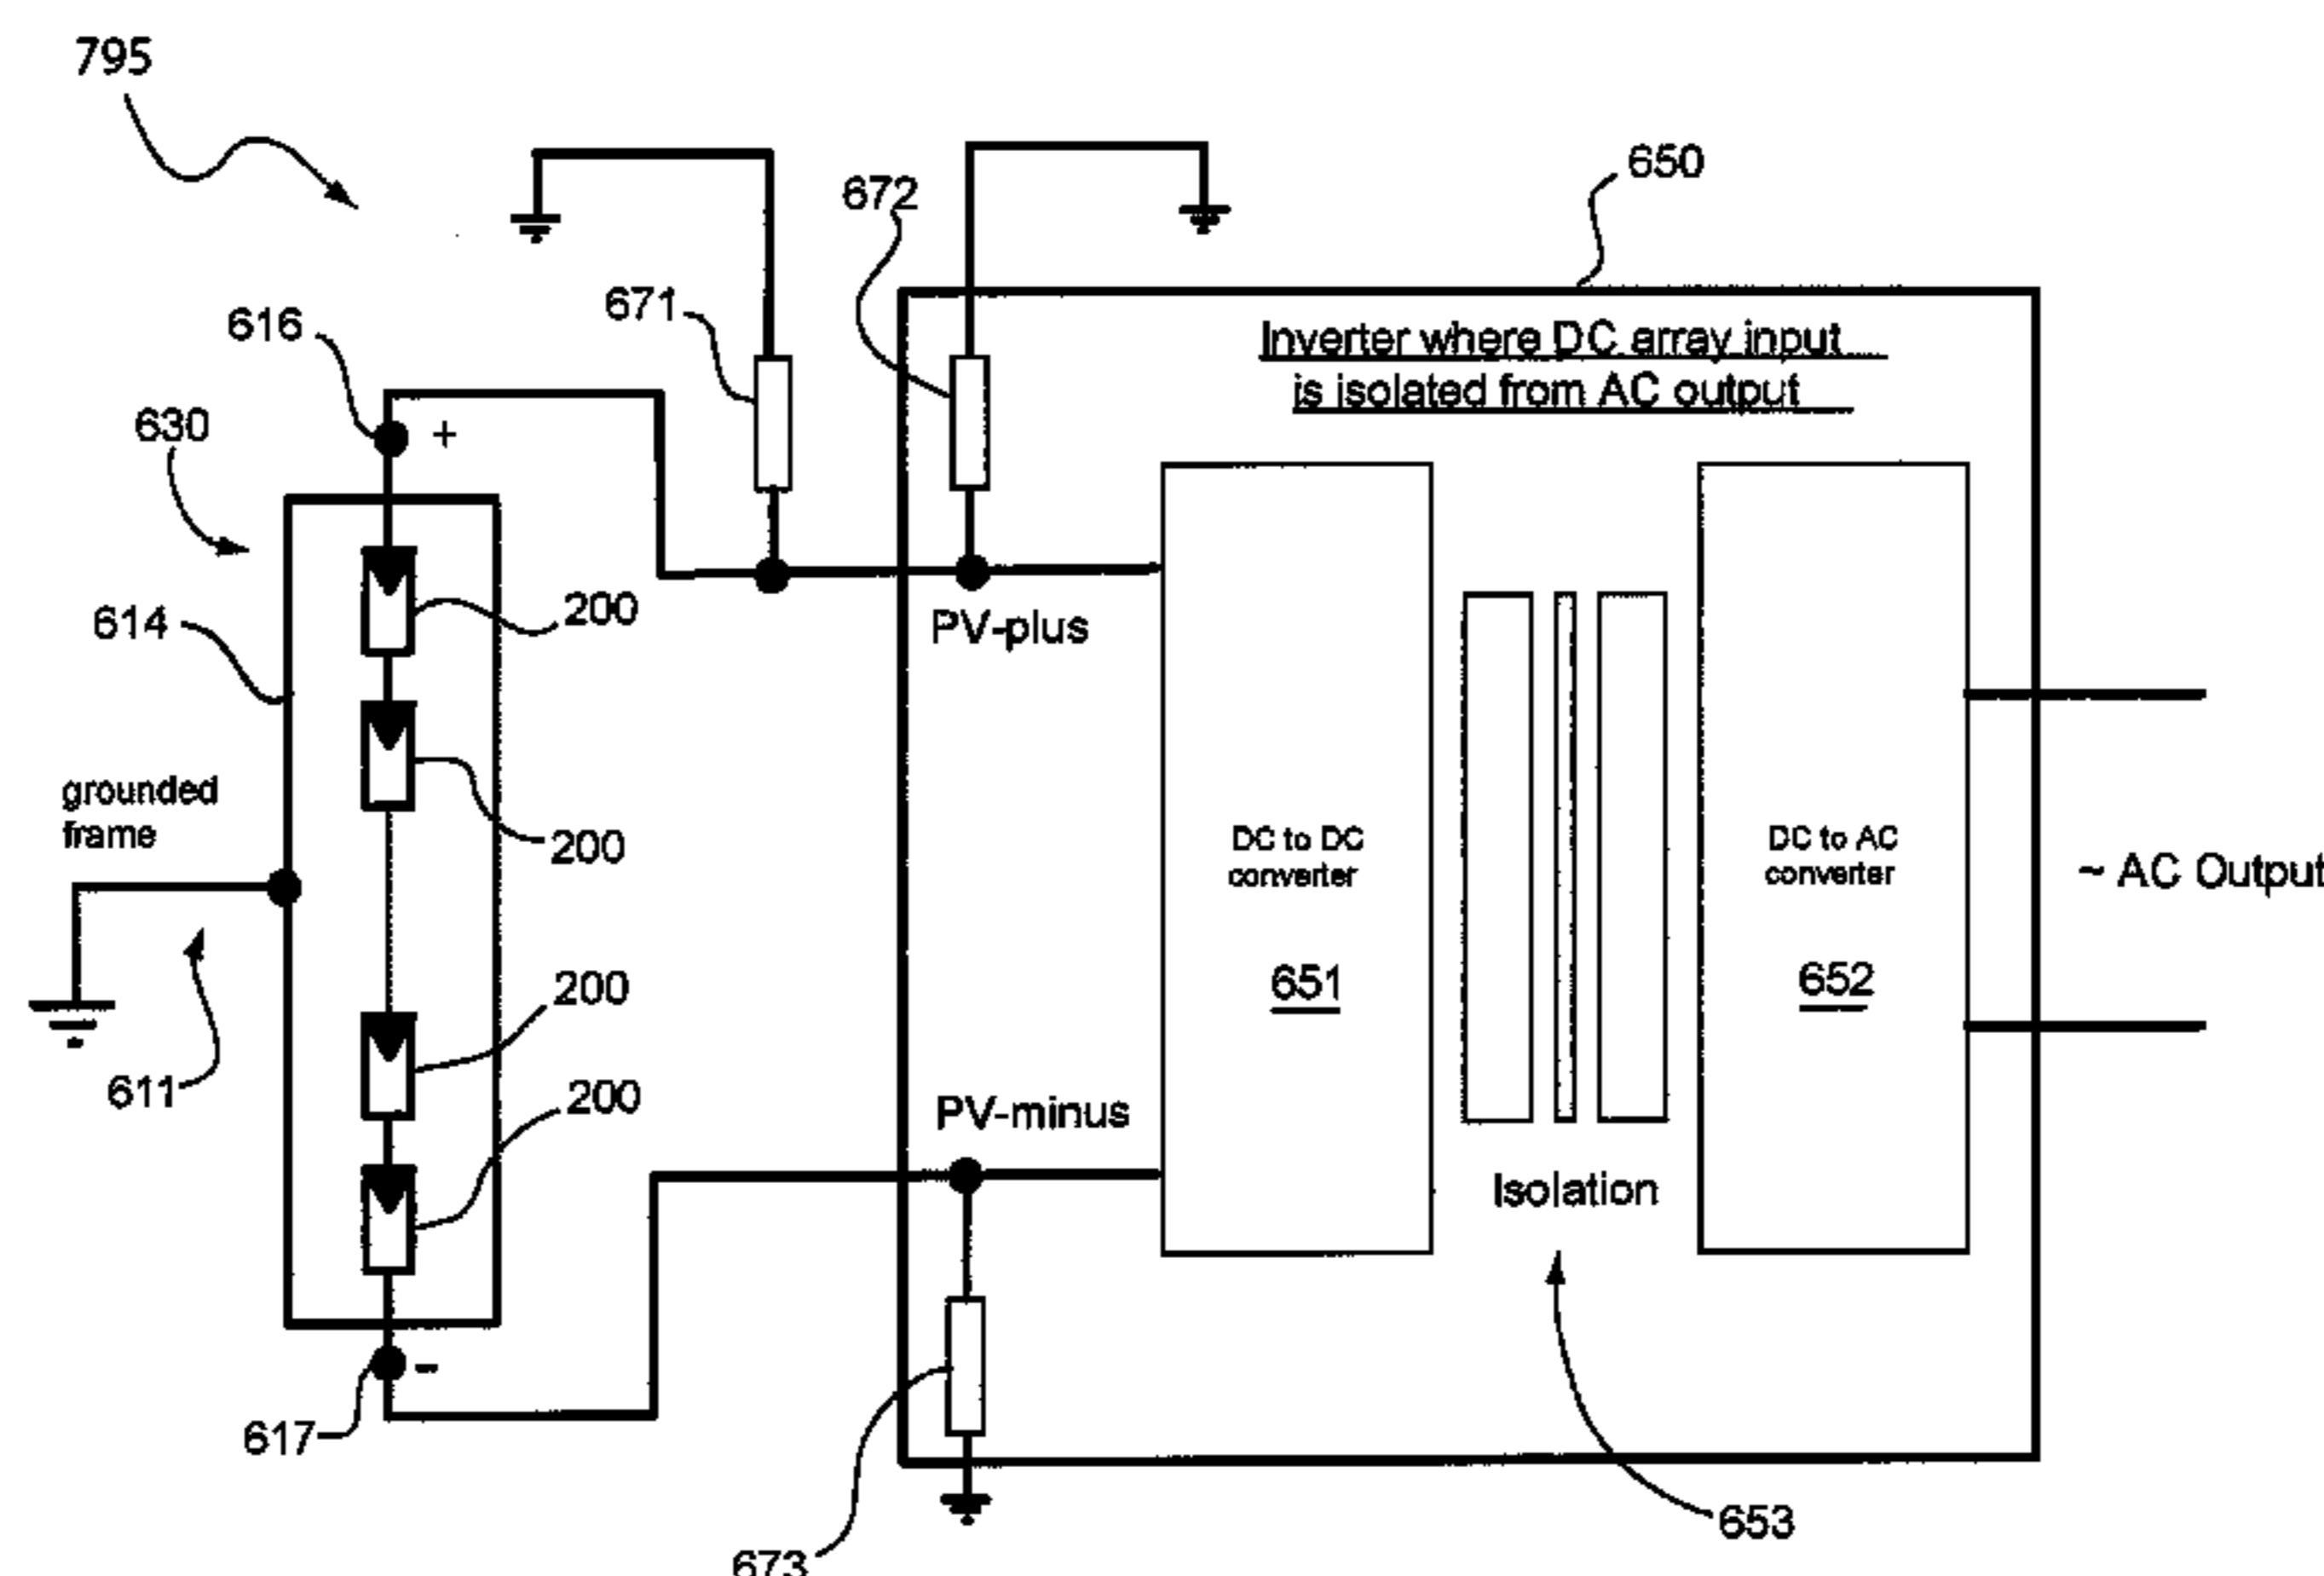 795
650
672
Inverter where DC array input
is isolated from AC output
671
616
+
630
200
PV-plus
614
grounded
frame
200
DC to DC
converter
DC to AC
converter
~ AC Output
651
652
200
611
200
PV-minus
Isolation
-
617
653
673